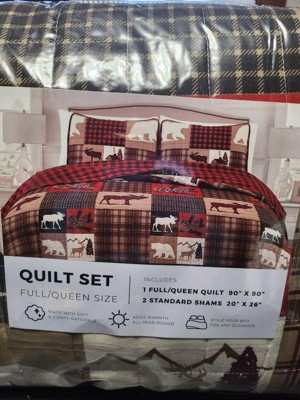 QUILT SET
FULL/QUEEN SIZE
INCLUDES
1 FULL/QUEEN QUILT 90" X 90"
2 STANDARD SHAMS 20" X 26"
MADE WITH SOFT
& COMFY MATERIALS
ADDS WARMTH
ALL YEAR ROUND
STYLE YOUR BED
FOR ANY OCCASION